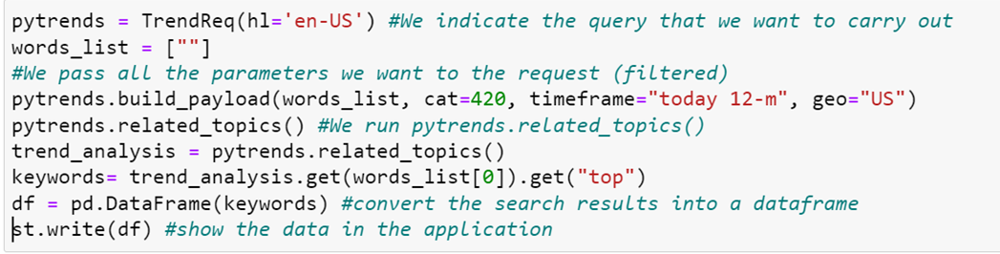 pytrends = TrendReq(hl='en-US') #We indicate the query that we want to carry out
words_list = [""]
#We pass all the parameters we want to the request (filtered)
pytrends.build_payload(words_list, cat=420, timeframe="today 12-m", geo="US")
pytrends.related_topics() #We run pytrends.related_topics()
trend_analysis = pytrends.related_topics()
keywords= trend_analysis.get(words_list[0]).get("top")
df = pd.DataFrame(keywords) #convert the search results into a dataframe
st.write(df) #show the data in the application